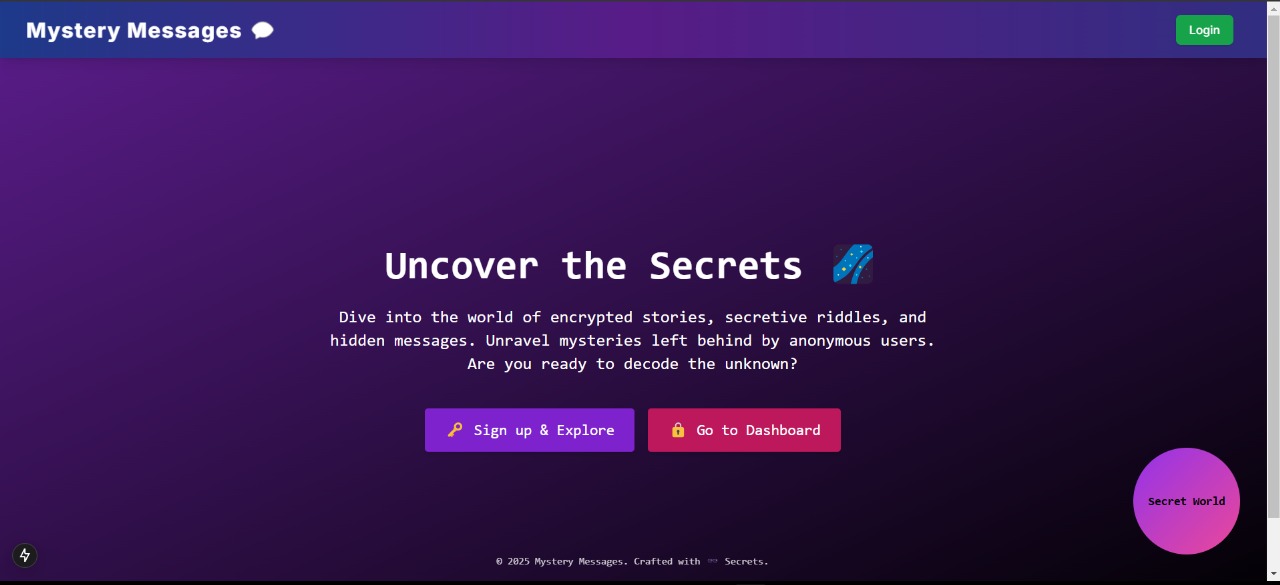 Mystery Messages
Login
Uncover the Secrets
Dive into the world of encrypted stories, secretive riddles, and
hidden messages. Unravel mysteries left behind by anonymous users.
Are you ready to decode the unknown?
Sign up & Explore
Go to Dashboard
Secret World
© 2025 Mystery Messages. Crafted with 🕶️ Secrets.